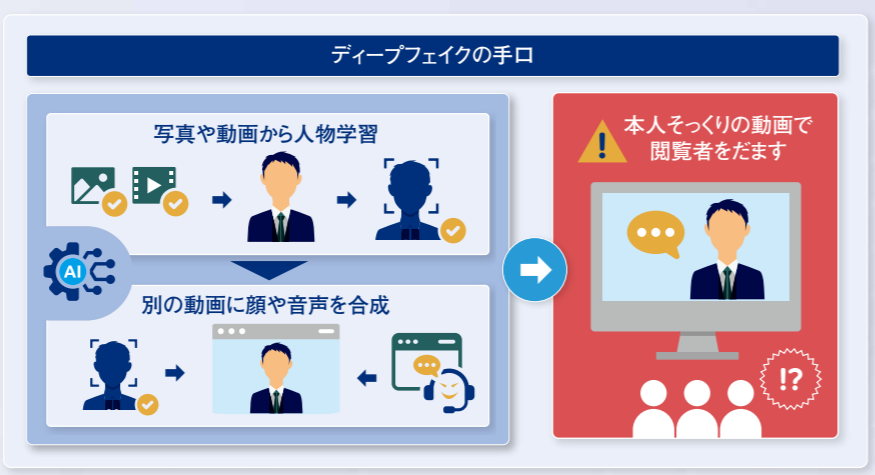 ディープフェイクの手口
写真や動画から人物学習
AI
別の動画に顔や音声を合成
本人そっくりの動画で
閲覧者をだます
!
!?